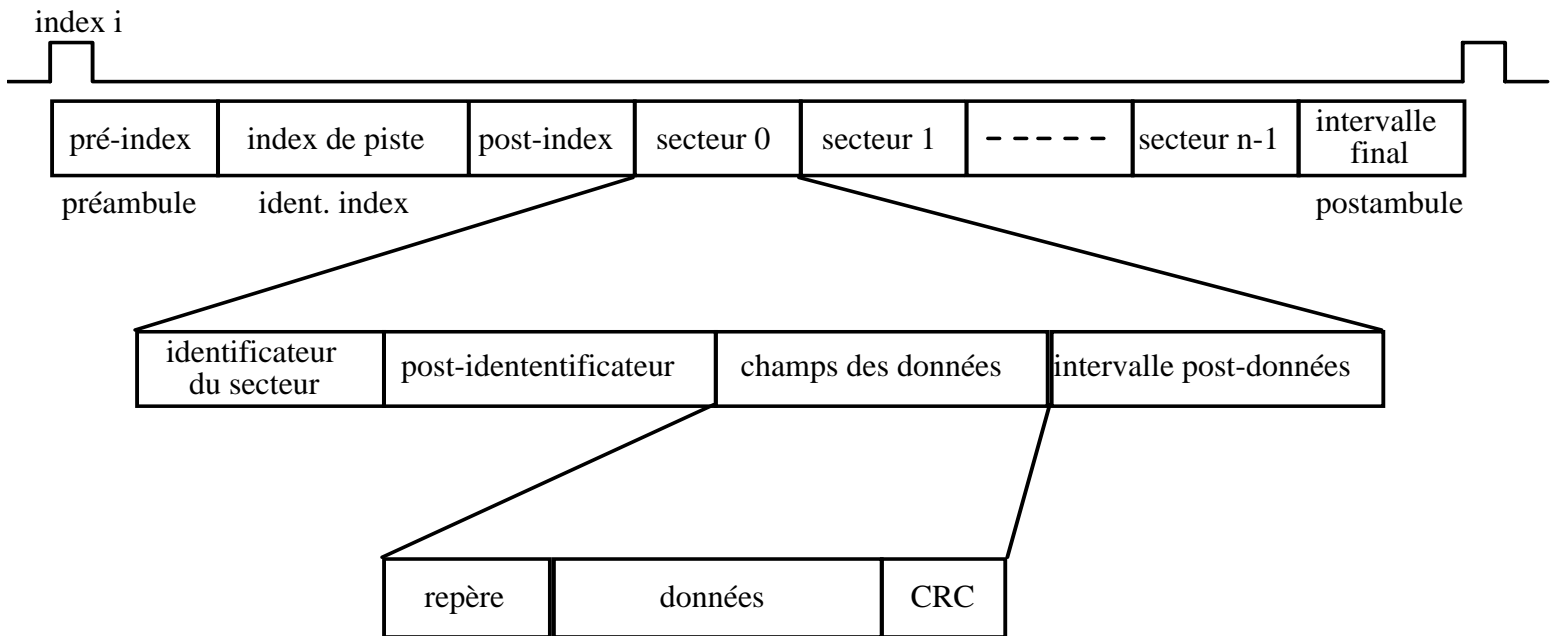 index i
pré-index
index de piste
post-index
secteur 0
secteur 1
secteur n-1
intervalle
final
préambule
ident. index
postambule
identificateur
du secteur
post-idententificateur
champs des données
intervalle post-données
repère
données
CRC